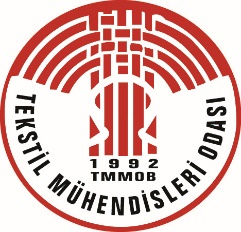 1992
TMMOB
TEKSTİL MÜHENDİSLERİ ODASI